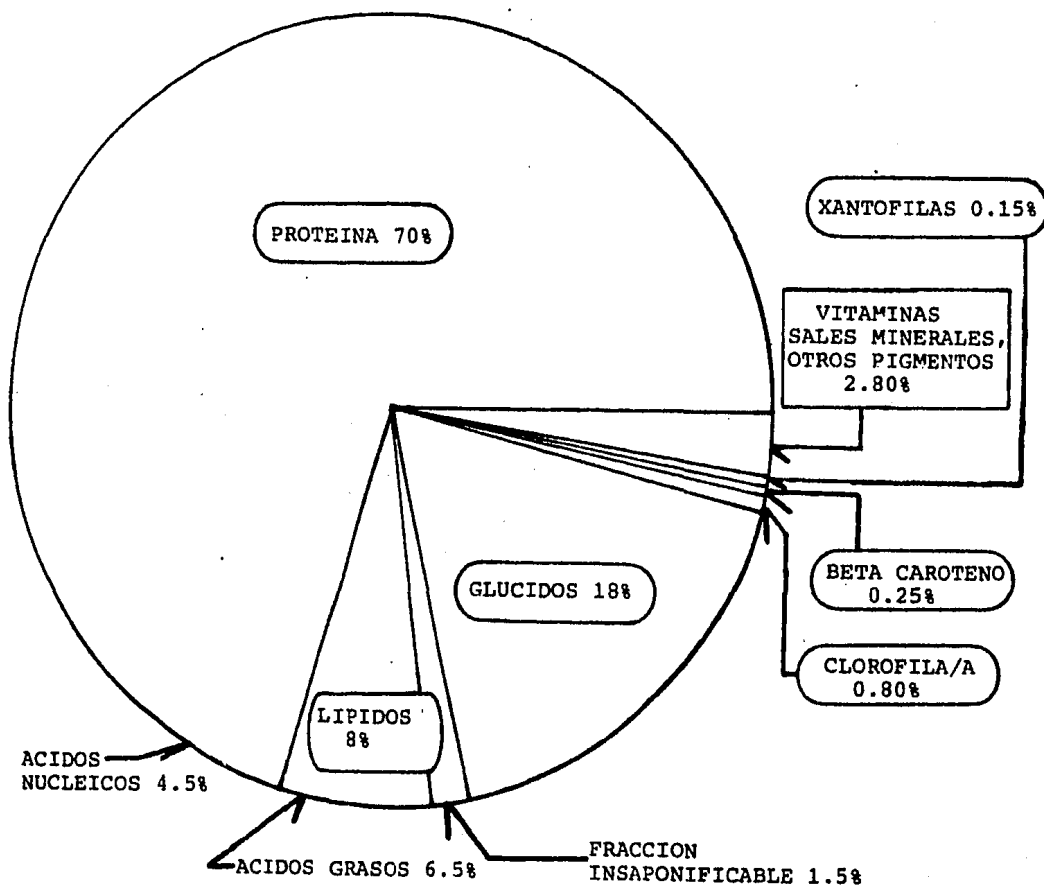 PROTEINA 70%
XANTOFILAS 0.15%
VITAMINAS
SALES MINERALES,
OTROS PIGMENTOS
2.80%
GLUCIDOS 18%
BETA CAROTENO
0.25%
CLOROFILA/A
0.80%
LIPIDOS
8%
ACIDOS
NUCLEICOS 4.5%
ACIDOS GRASOS 6.5%
FRACCION
INSAPONIFICABLE 1.5%